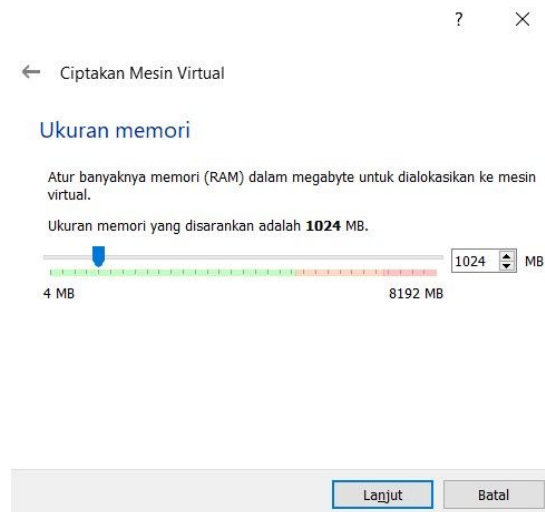 ?
Ciptakan Mesin Virtual
Ukuran memori
Atur banyaknya memori (RAM) dalam megabyte untuk dialokasikan ke mesin
virtual.
Ukuran memori yang disarankan adalah 1024 MB.
1024 MB
4 MB 8192 MB
Lanjut Batal